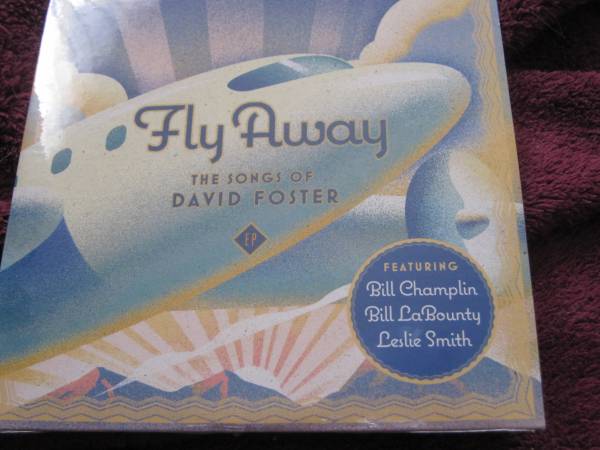 Fly Away
THE SONGS OF
DAVID FOSTER
EP
FEATURING
Bill Champlin
Bill LaBounty
Leslie Smith